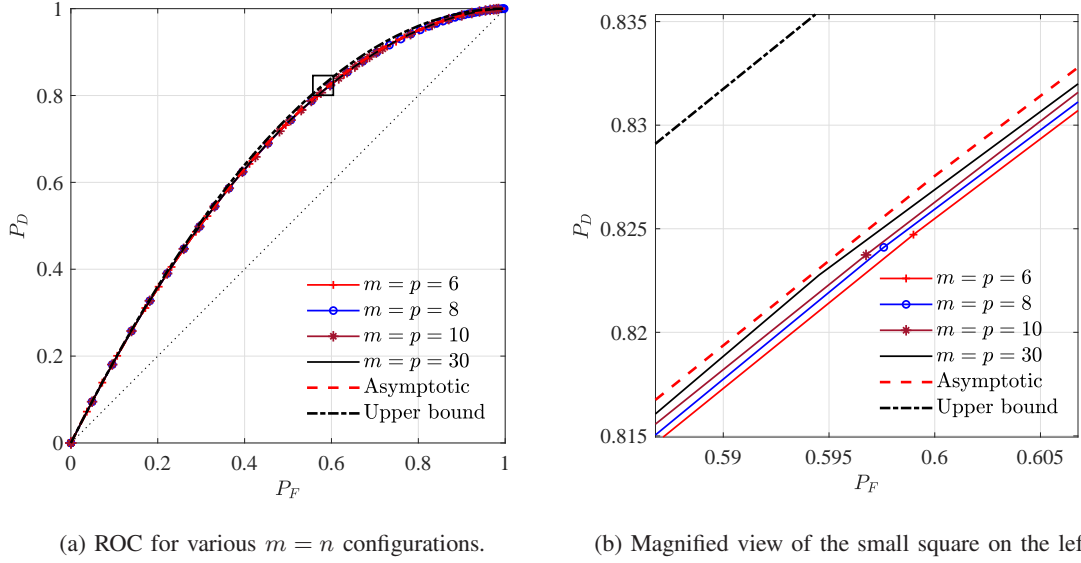 1
0.8
0.6
0.4
0.2
0
0 0.2 0.4 0.6 0.8 1
P_D
P_F
m = p = 6
m = p = 8
m = p = 10
m = p = 30
Asymptotic
Upper bound
(a) ROC for various m = n configurations.
0.835
0.83
0.825
0.82
0.815
0.59 0.595 0.6 0.605
P_D
P_F
m = p = 6
m = p = 8
m = p = 10
m = p = 30
Asymptotic
Upper bound
(b) Magnified view of the small square on the left